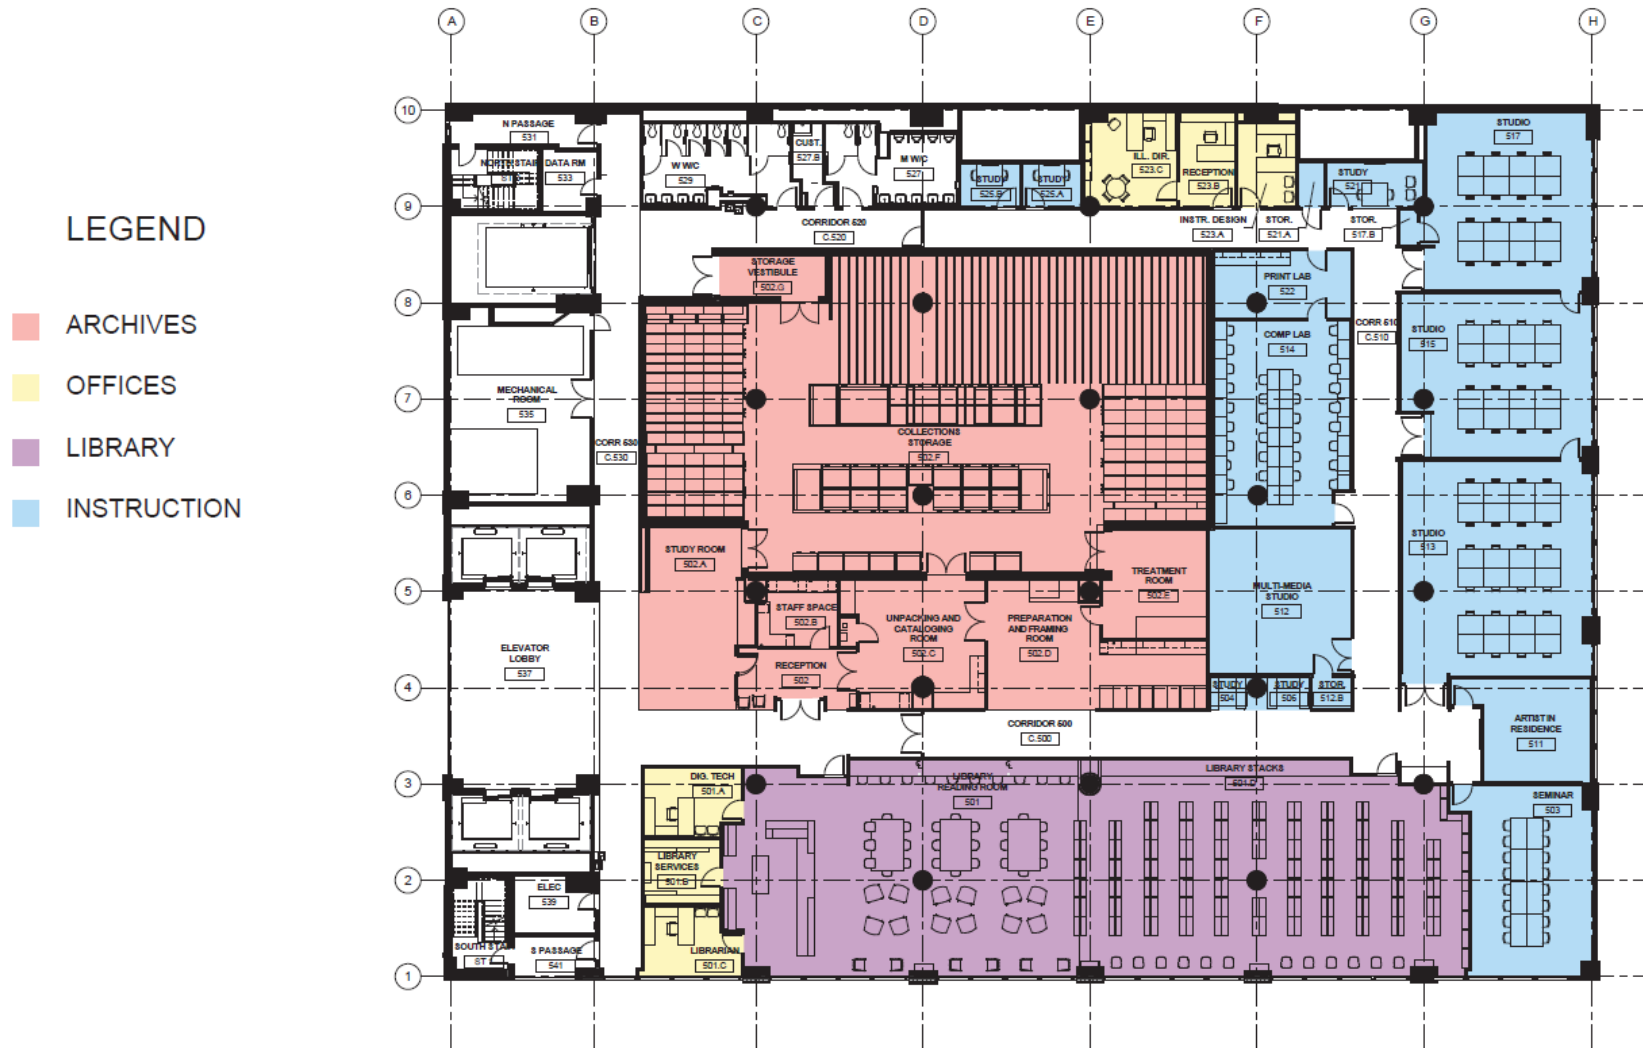 A B C D E F G H
10
N PASSAGE
531
NORTH STAIR
DATA RM
533
W W/C
529
CUST.
527.B
M W/C
527
STUDY
525.B
STUDY
525.A
ILL. DIR.
523.C
RECEPTION
523.B
STUDY
STUDIO
517
9
LEGEND
CORRIDOR 520
C.520
INSTR. DESIGN
523.A
STOR.
521.A
STOR.
517.B
STORAGE
VESTIBULE
502.G
PRINT LAB
522
8
ARCHIVES
OFFICES
LIBRARY
INSTRUCTION
CORR 510
C.510
STUDIO
515
COMP LAB
514
7
MECHANICAL
ROOM
535
COLLECTIONS
STORAGE
502.F
CORR 530
C.530
6
STUDIO
513
STUDY ROOM
502.A
TREATMENT
ROOM
502.E
MULTI-MEDIA
STUDIO
512
5
STAFF SPACE
502.B
UNPACKING AND
CATALOGING
ROOM
502.C
PREPARATION
AND FRAMING
ROOM
502.D
ELEVATOR
LOBBY
537
RECEPTION
502
4
STUDY
504
STUDY
506
STOR.
512.B
CORRIDOR 500
C.500
ARTIST IN
RESIDENCE
511
3
DIG. TECH
501.A
LIBRARY
READING ROOM
501
LIBRARY STACKS
501.D
SEMINAR
503
LIBRARY
SERVICES
501.B
2
ELEC
539
SOUTH STAIR
ST
S PASSAGE
541
LIBRARIAN
501.C
1